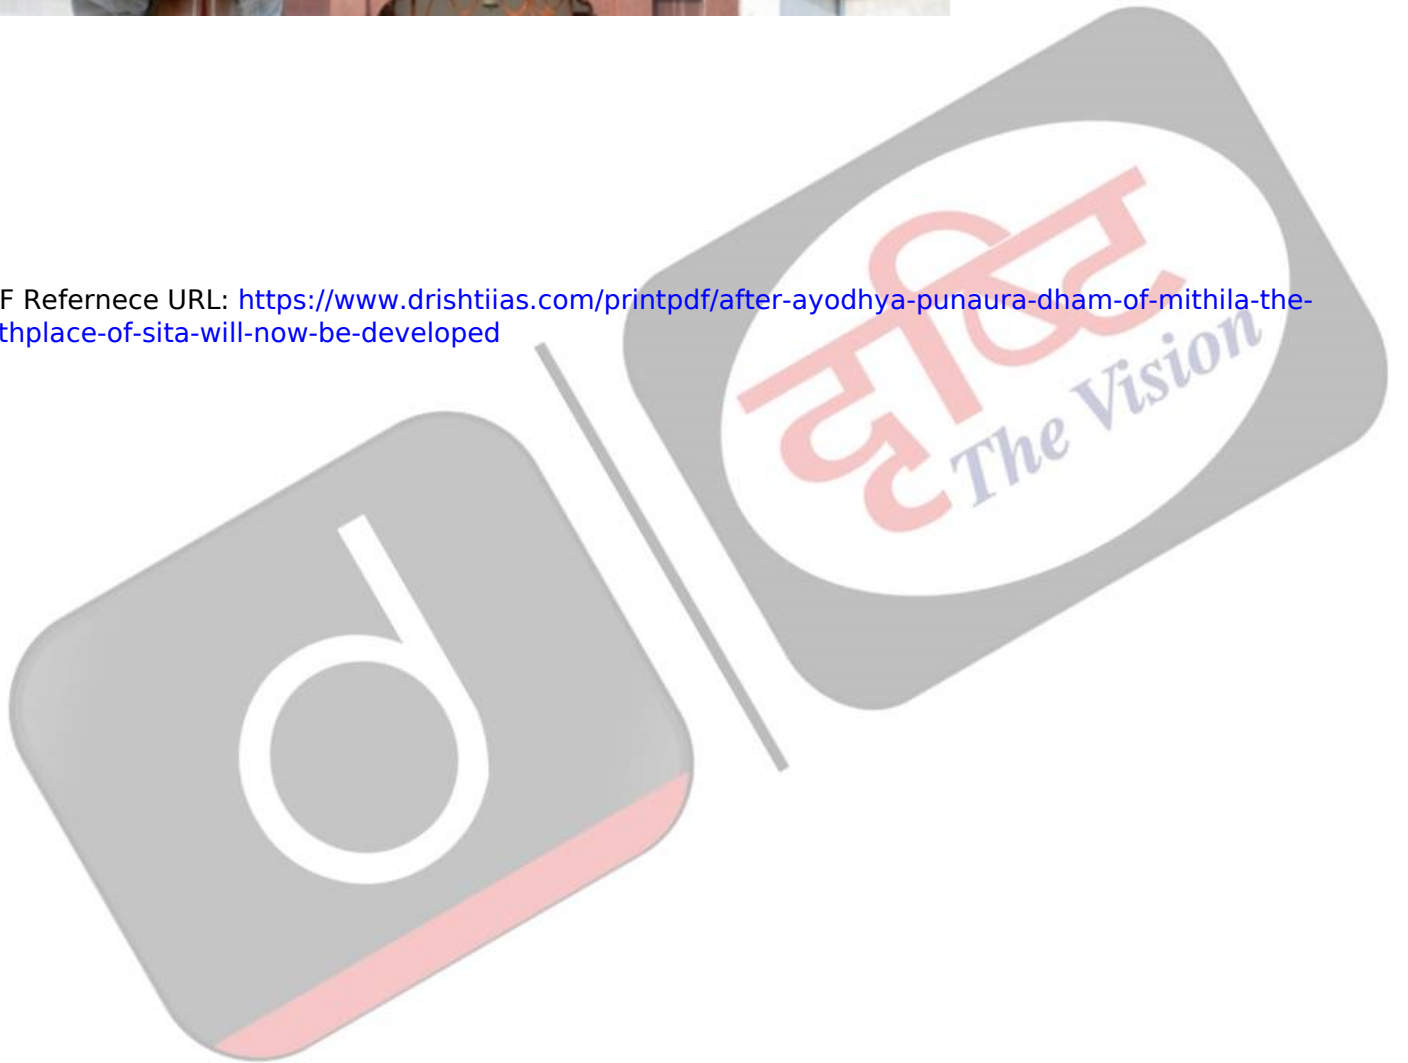 F Refernece URL: https://www.drishtiias.com/printpdf/after-ayodhya-punaura-dham-of-mithila-the-
thplace-of-sita-will-now-be-developed
दृष्टि
The Vision
d